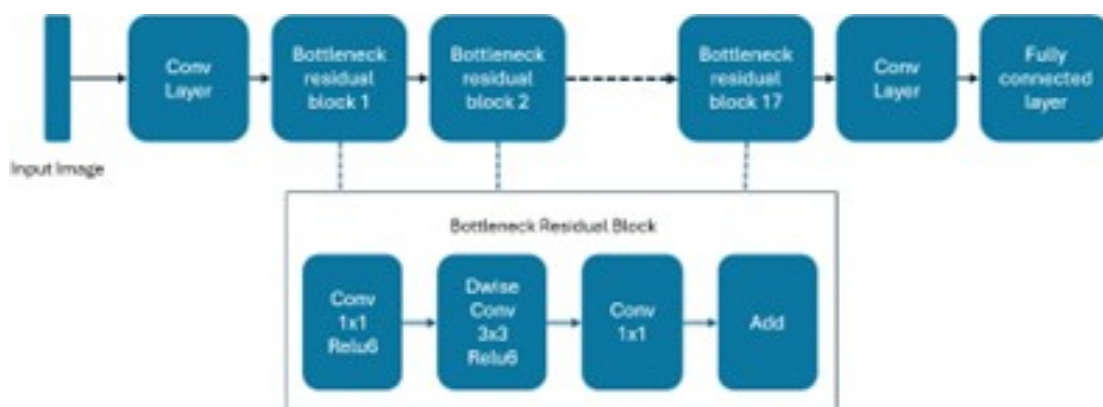 Conv
Layer
Bottleneck
residual
block 1
Bottleneck
residual
block 2
Bottleneck
residual
block 17
Conv
Layer
Fully
connected
layer
Input Image
Bottleneck Residual Block
Conv
1x1
Relu6
Dwise
Conv
3x3
Relu6
Conv
1x1
Add